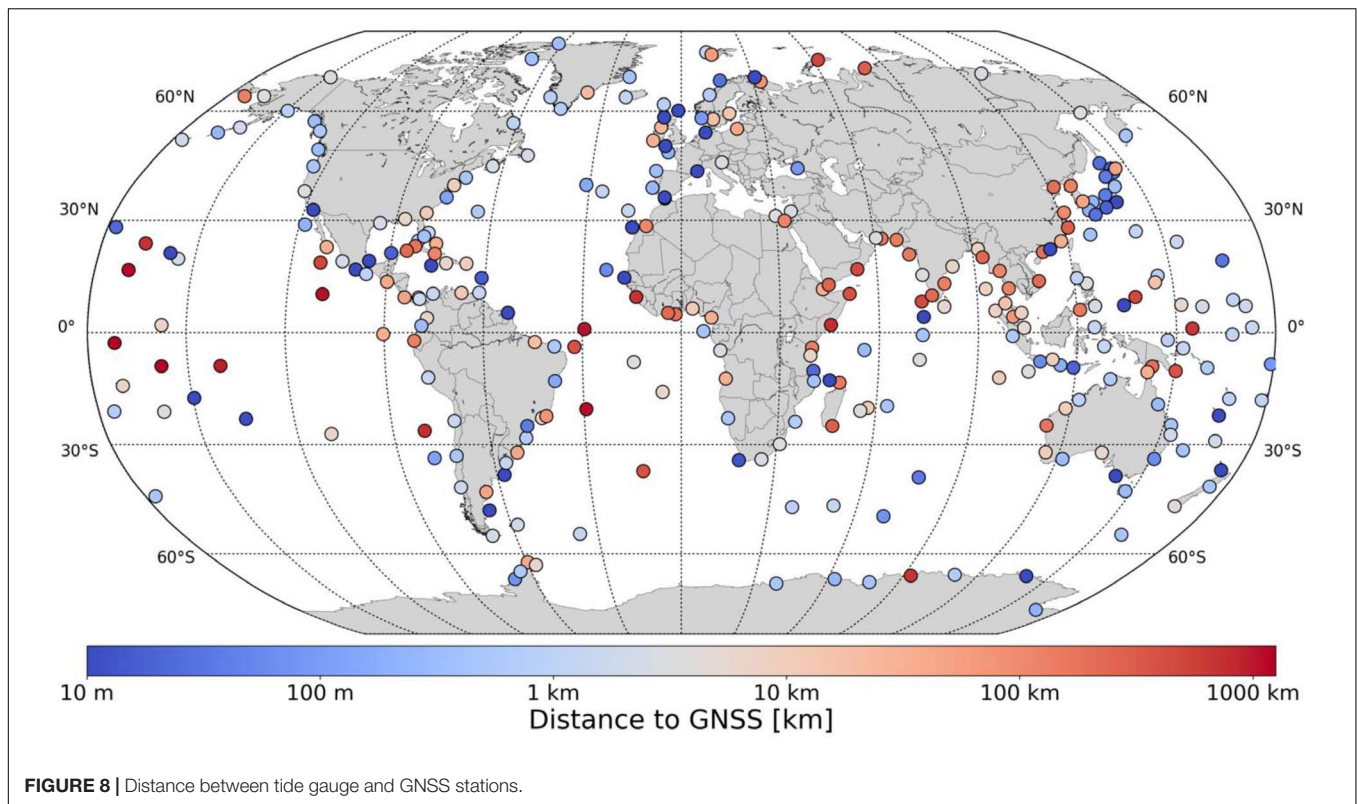 60°N 60°N
30°N 30°N
0° 0°
30°S 30°S
60°S 60°S
10 m 100 m 1 km 10 km 100 km 1000 km
Distance to GNSS [km]
FIGURE 8 | Distance between tide gauge and GNSS stations.